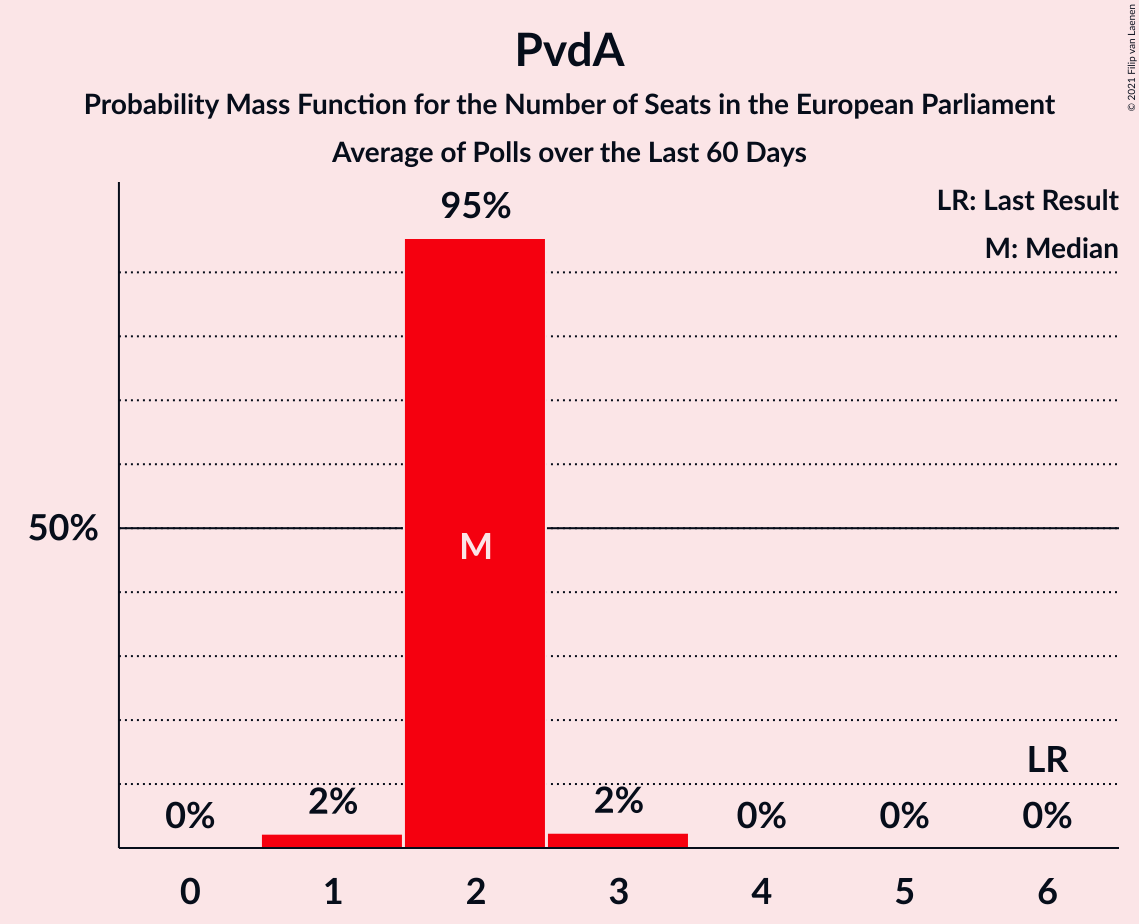 PvdA
Probability Mass Function for the Number of Seats in the European Parliament
Average of Polls over the Last 60 Days
© 2021 Filip van Laenen
LR: Last Result
M: Median
95%
50%
M
LR
0%
2%
2%
0%
0%
0%
0 1 2 3 4 5 6